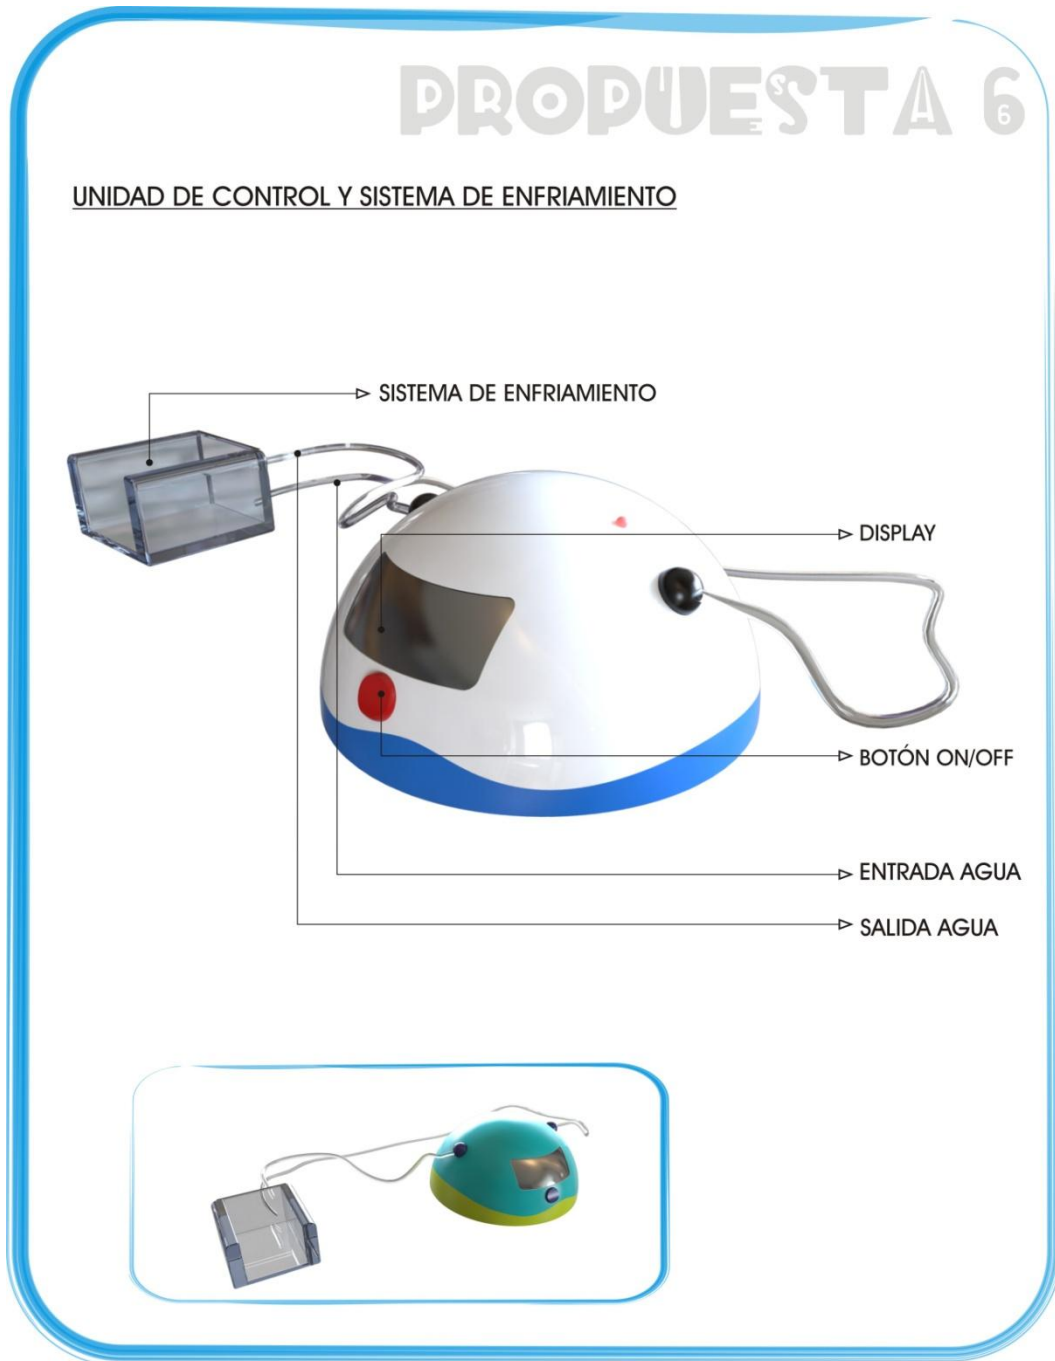 PROPUESTA 6
UNIDAD DE CONTROL Y SISTEMA DE ENFRIAMIENTO
SISTEMA DE ENFRIAMIENTO
DISPLAY
BOTÓN ON/OFF
ENTRADA AGUA
SALIDA AGUA